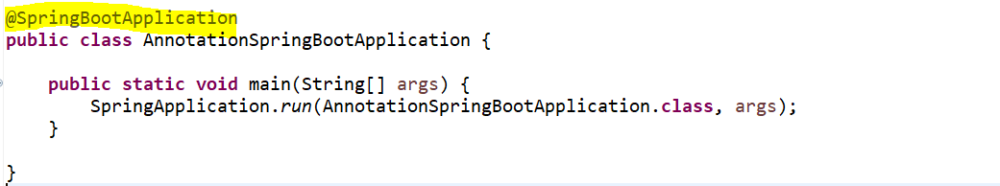 @SpringBootApplication
public class AnnotationSpringBootApplication {
public static void main(String[] args) {
SpringApplication.run(AnnotationSpringBootApplication.class, args);
}
}